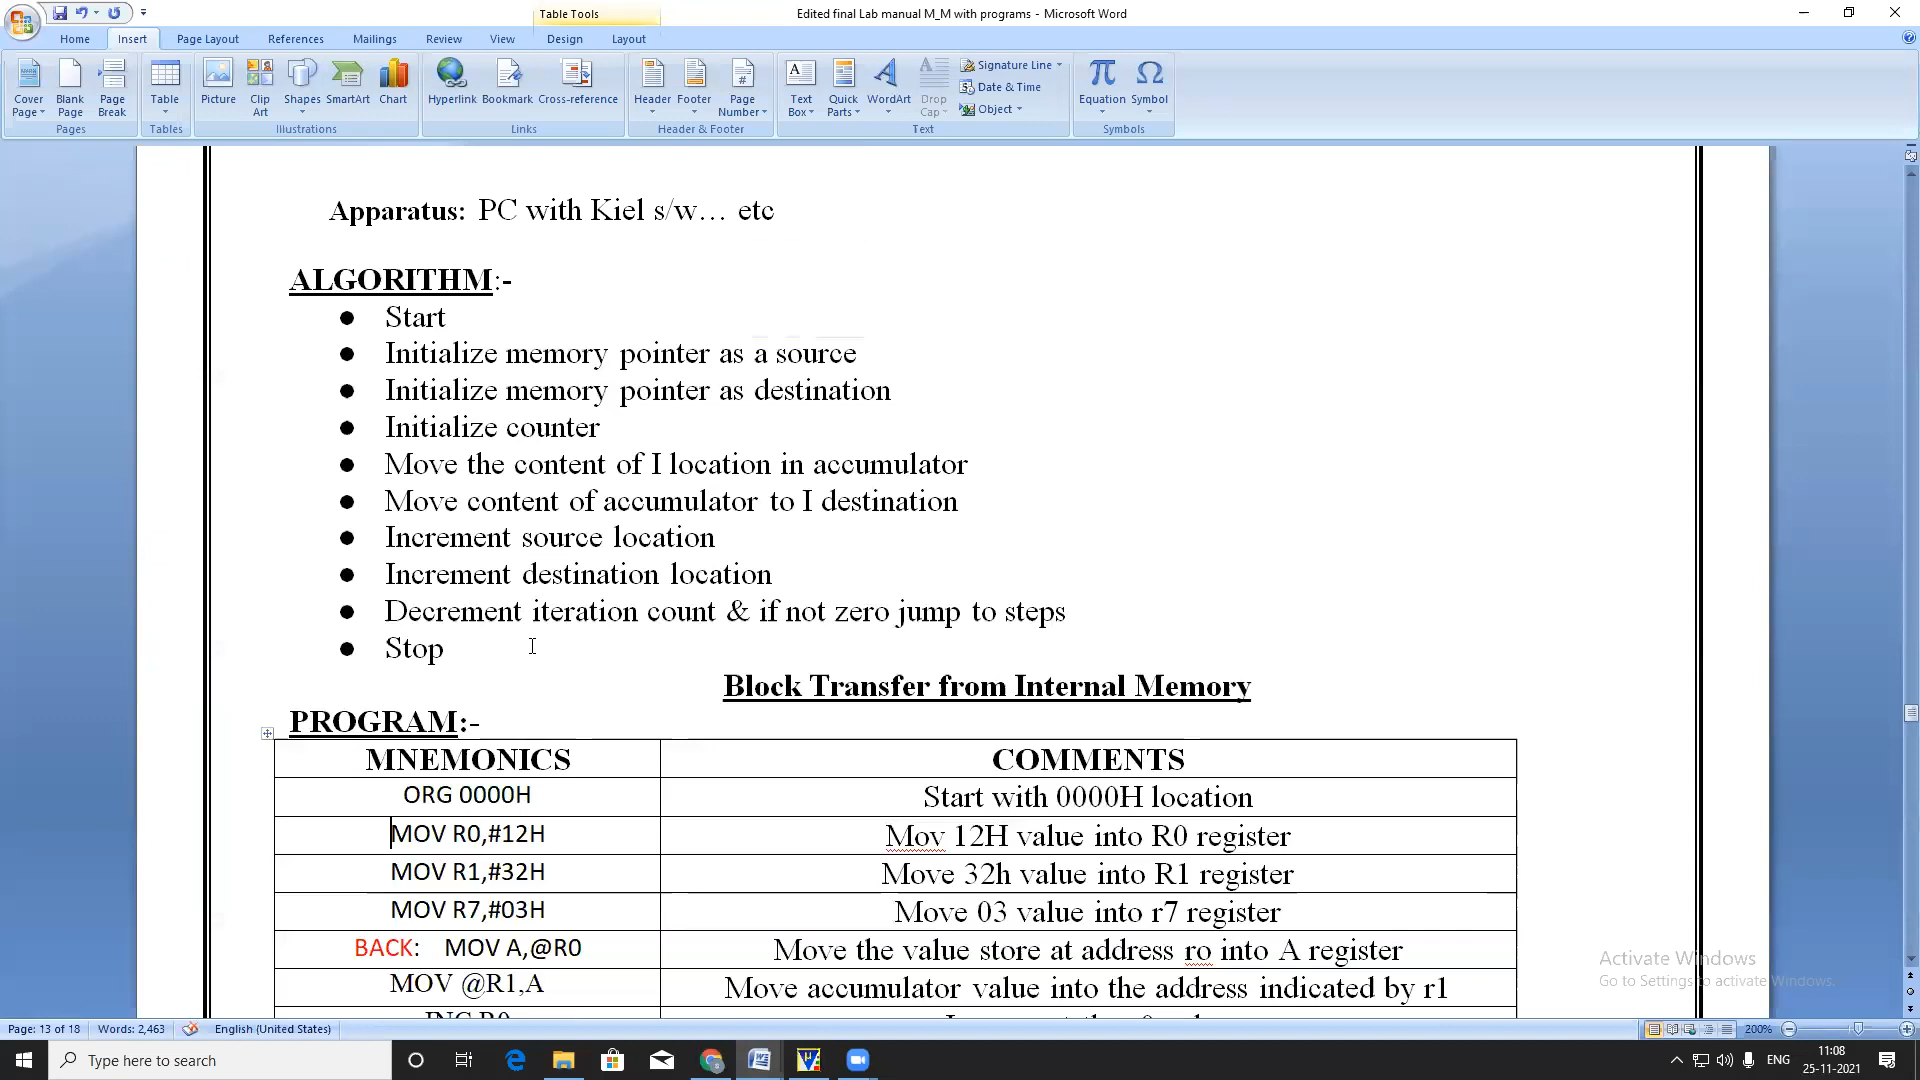 Table Tools
Edited final Lab manual M_M with programs - Microsoft Word
Home Insert Page Layout References Mailings Review View Design Layout
Cover Page Blank Page Page Break Table Picture Clip Art Shapes SmartArt Chart Hyperlink Bookmark Cross-reference Header Footer Page Number Text Box Quick Parts WordArt Drop Cap Signature Line Date & Time Object Equation Symbol
Pages Tables Illustrations Links Header & Footer Text Symbols
Apparatus: PC with Kiel s/w... etc
ALGORITHM:-
● Start
● Initialize memory pointer as a source
● Initialize memory pointer as destination
● Initialize counter
● Move the content of I location in accumulator
● Move content of accumulator to I destination
● Increment source location
● Increment destination location
● Decrement iteration count & if not zero jump to steps
● Stop
Block Transfer from Internal Memory
PROGRAM:-
MNEMONICS COMMENTS
ORG 0000H Start with 0000H location
MOV R0,#12H Mov 12H value into R0 register
MOV R1,#32H Move 32h value into R1 register
MOV R7,#03H Move 03 value into r7 register
BACK: MOV A,@R0 Move the value store at address ro into A register
MOV @R1,A Move accumulator value into the address indicated by r1
Activate Windows
Go to Settings to activate Windows.
Page: 13 of 18 Words: 2,463 English (United States) 200%
Type here to search
ENG
11:08
25-11-2021